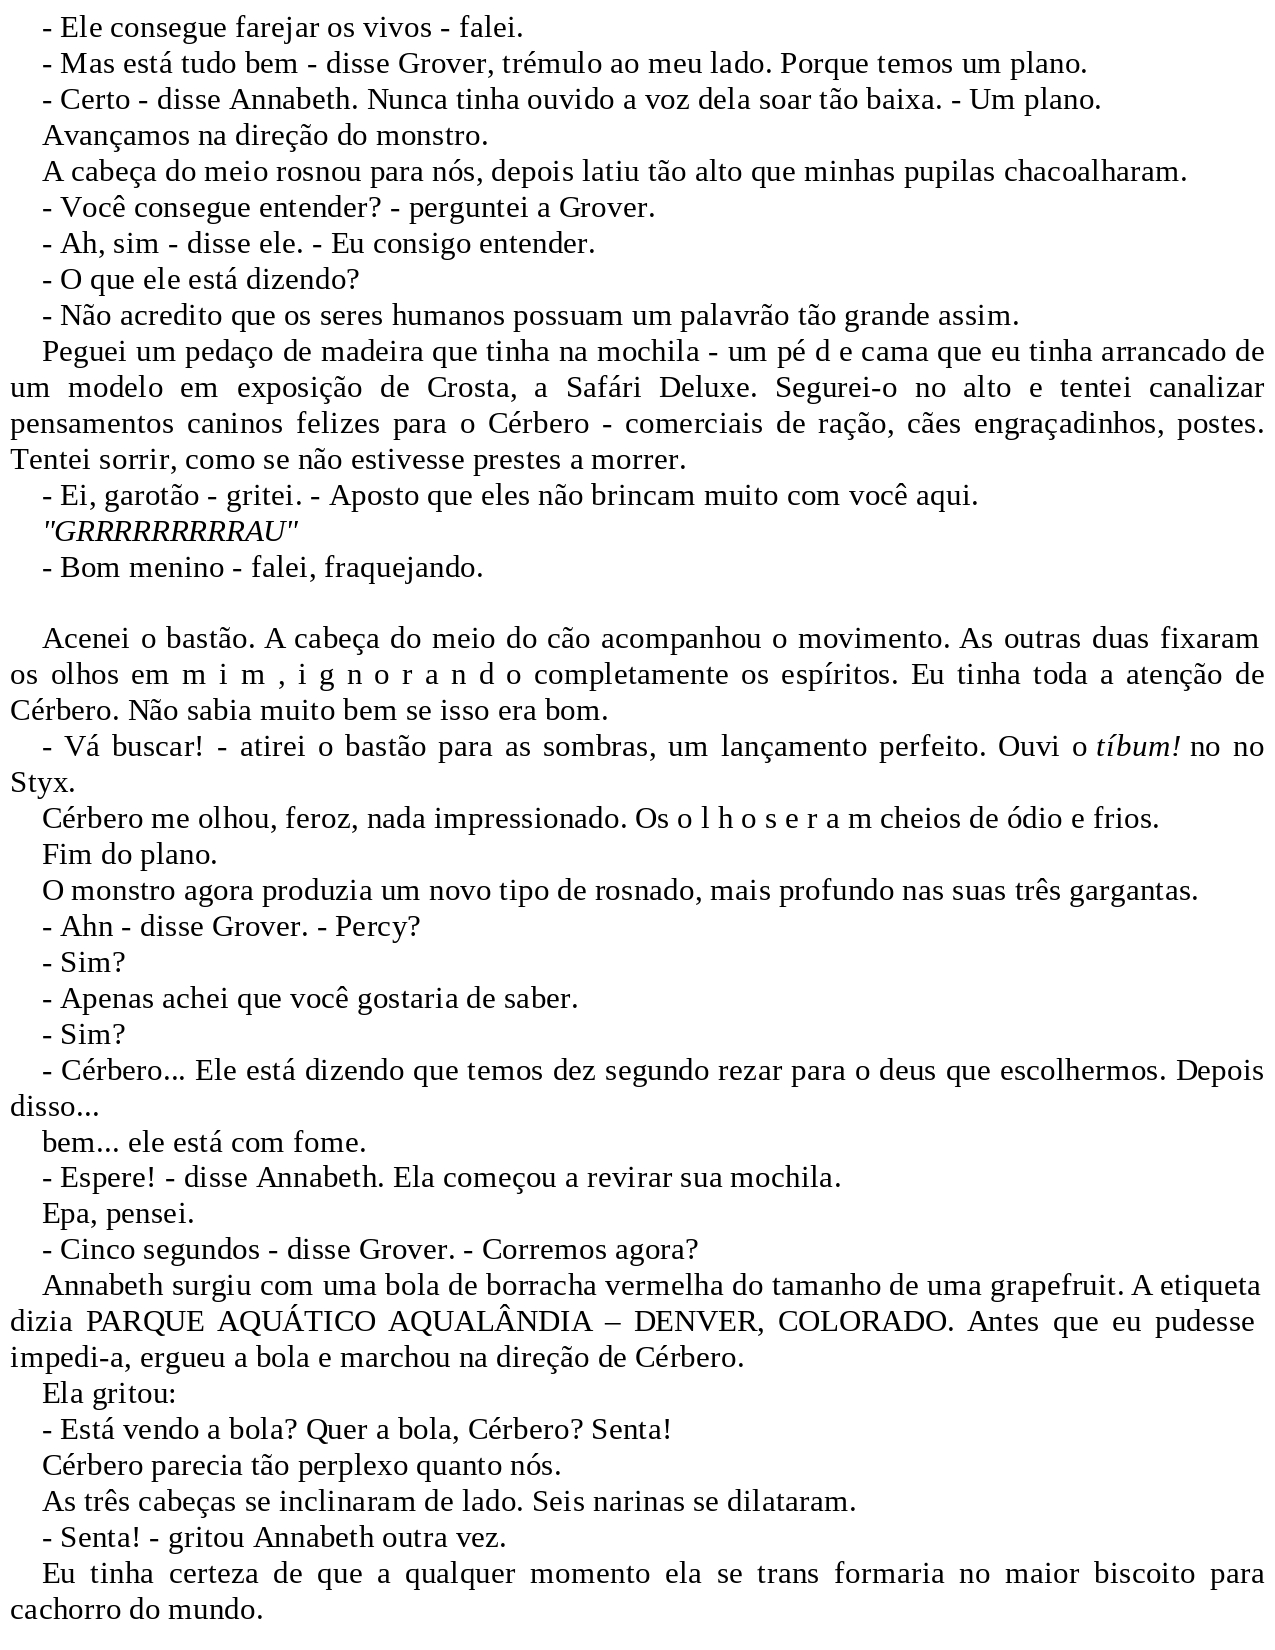 - Ele consegue farejar os vivos - falei.
- Mas está tudo bem - disse Grover, trémulo ao meu lado. Porque temos um plano.
- Certo - disse Annabeth. Nunca tinha ouvido a voz dela soar tão baixa. - Um plano.
Avançamos na direção do monstro.
A cabeça do meio rosnou para nós, depois latiu tão alto que minhas pupilas chacoalharam.
- Você consegue entender? - perguntei a Grover.
- Ah, sim - disse ele. - Eu consigo entender.
- O que ele está dizendo?
- Não acredito que os seres humanos possuam um palavrão tão grande assim.
Peguei um pedaço de madeira que tinha na mochila - um pé d e cama que eu tinha arrancado de
um modelo em exposição de Crosta, a Safári Deluxe. Segurei-o no alto e tentei canalizar
pensamentos caninos felizes para o Cérbero - comerciais de ração, cães engraçadinhos, postes.
Tentei sorrir, como se não estivesse prestes a morrer.
- Ei, garotão - gritei. - Aposto que eles não brincam muito com você aqui.
"GRRRRRRRRRAU"
- Bom menino - falei, fraquejando.
Acenei o bastão. A cabeça do meio do cão acompanhou o movimento. As outras duas fixaram
os olhos em m i m , i g n o r a n d o completamente os espíritos. Eu tinha toda a atenção de
Cérbero. Não sabia muito bem se isso era bom.
- Vá buscar! - atirei o bastão para as sombras, um lançamento perfeito. Ouvi o tíbum! no no
Styx.
Cérbero me olhou, feroz, nada impressionado. Os o l h o s e r a m cheios de ódio e frios.
Fim do plano.
O monstro agora produzia um novo tipo de rosnado, mais profundo nas suas três gargantas.
- Ahn - disse Grover. - Percy?
- Sim?
- Apenas achei que você gostaria de saber.
- Sim?
- Cérbero... Ele está dizendo que temos dez segundo rezar para o deus que escolhermos. Depois
disso...
bem... ele está com fome.
- Espere! - disse Annabeth. Ela começou a revirar sua mochila.
Epa, pensei.
- Cinco segundos - disse Grover. - Corremos agora?
Annabeth surgiu com uma bola de borracha vermelha do tamanho de uma grapefruit. A etiqueta
dizia PARQUE AQUÁTICO AQUALÂNDIA – DENVER, COLORADO. Antes que eu pudesse
impedi-a, ergueu a bola e marchou na direção de Cérbero.
Ela gritou:
- Está vendo a bola? Quer a bola, Cérbero? Senta!
Cérbero parecia tão perplexo quanto nós.
As três cabeças se inclinaram de lado. Seis narinas se dilataram.
- Senta! - gritou Annabeth outra vez.
Eu tinha certeza de que a qualquer momento ela se trans formaria no maior biscoito para
cachorro do mundo.